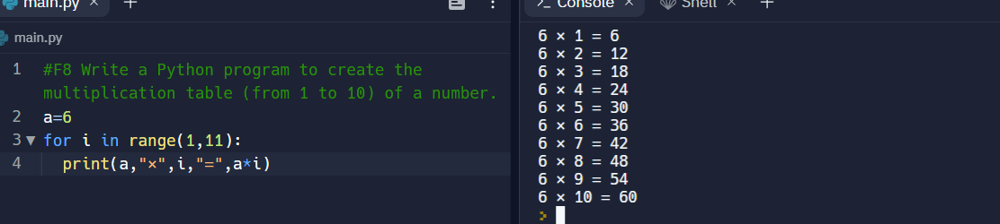 main.py × +
main.py
1 #F8 Write a Python program to create the
multiplication table (from 1 to 10) of a number.
2 a=6
3 for i in range(1,11):
4 print(a,"×",i,"=",a*i)
Console × Shell × +
6 × 1 = 6
6 × 2 = 12
6 × 3 = 18
6 × 4 = 24
6 × 5 = 30
6 × 6 = 36
6 × 7 = 42
6 × 8 = 48
6 × 9 = 54
6 × 10 = 60
>